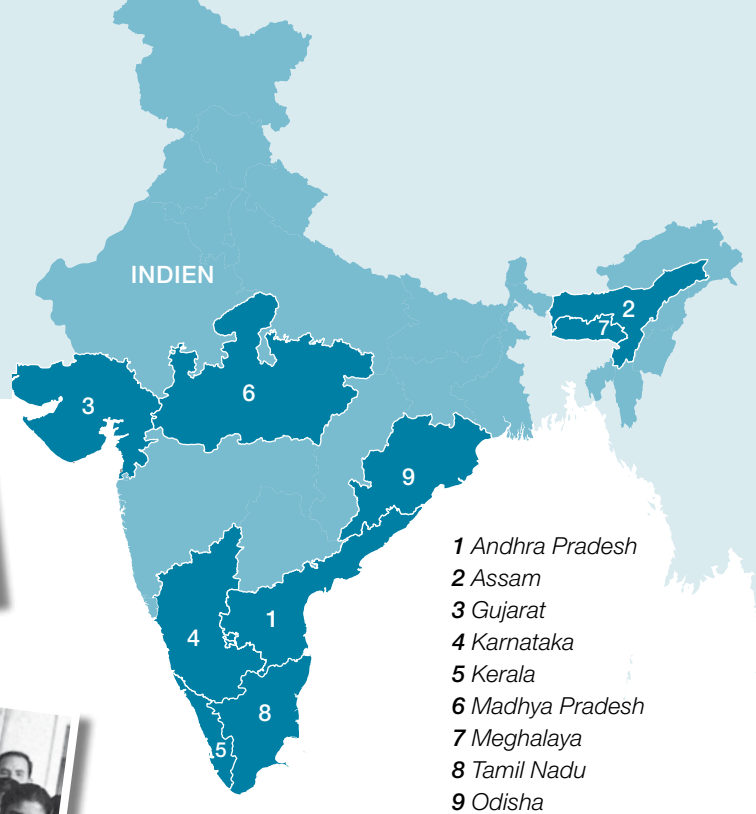 INDIEN
2
7
6
3
9
1
4
8
5
1 Andhra Pradesh
2 Assam
3 Gujarat
4 Karnataka
5 Kerala
6 Madhya Pradesh
7 Meghalaya
8 Tamil Nadu
9 Odisha